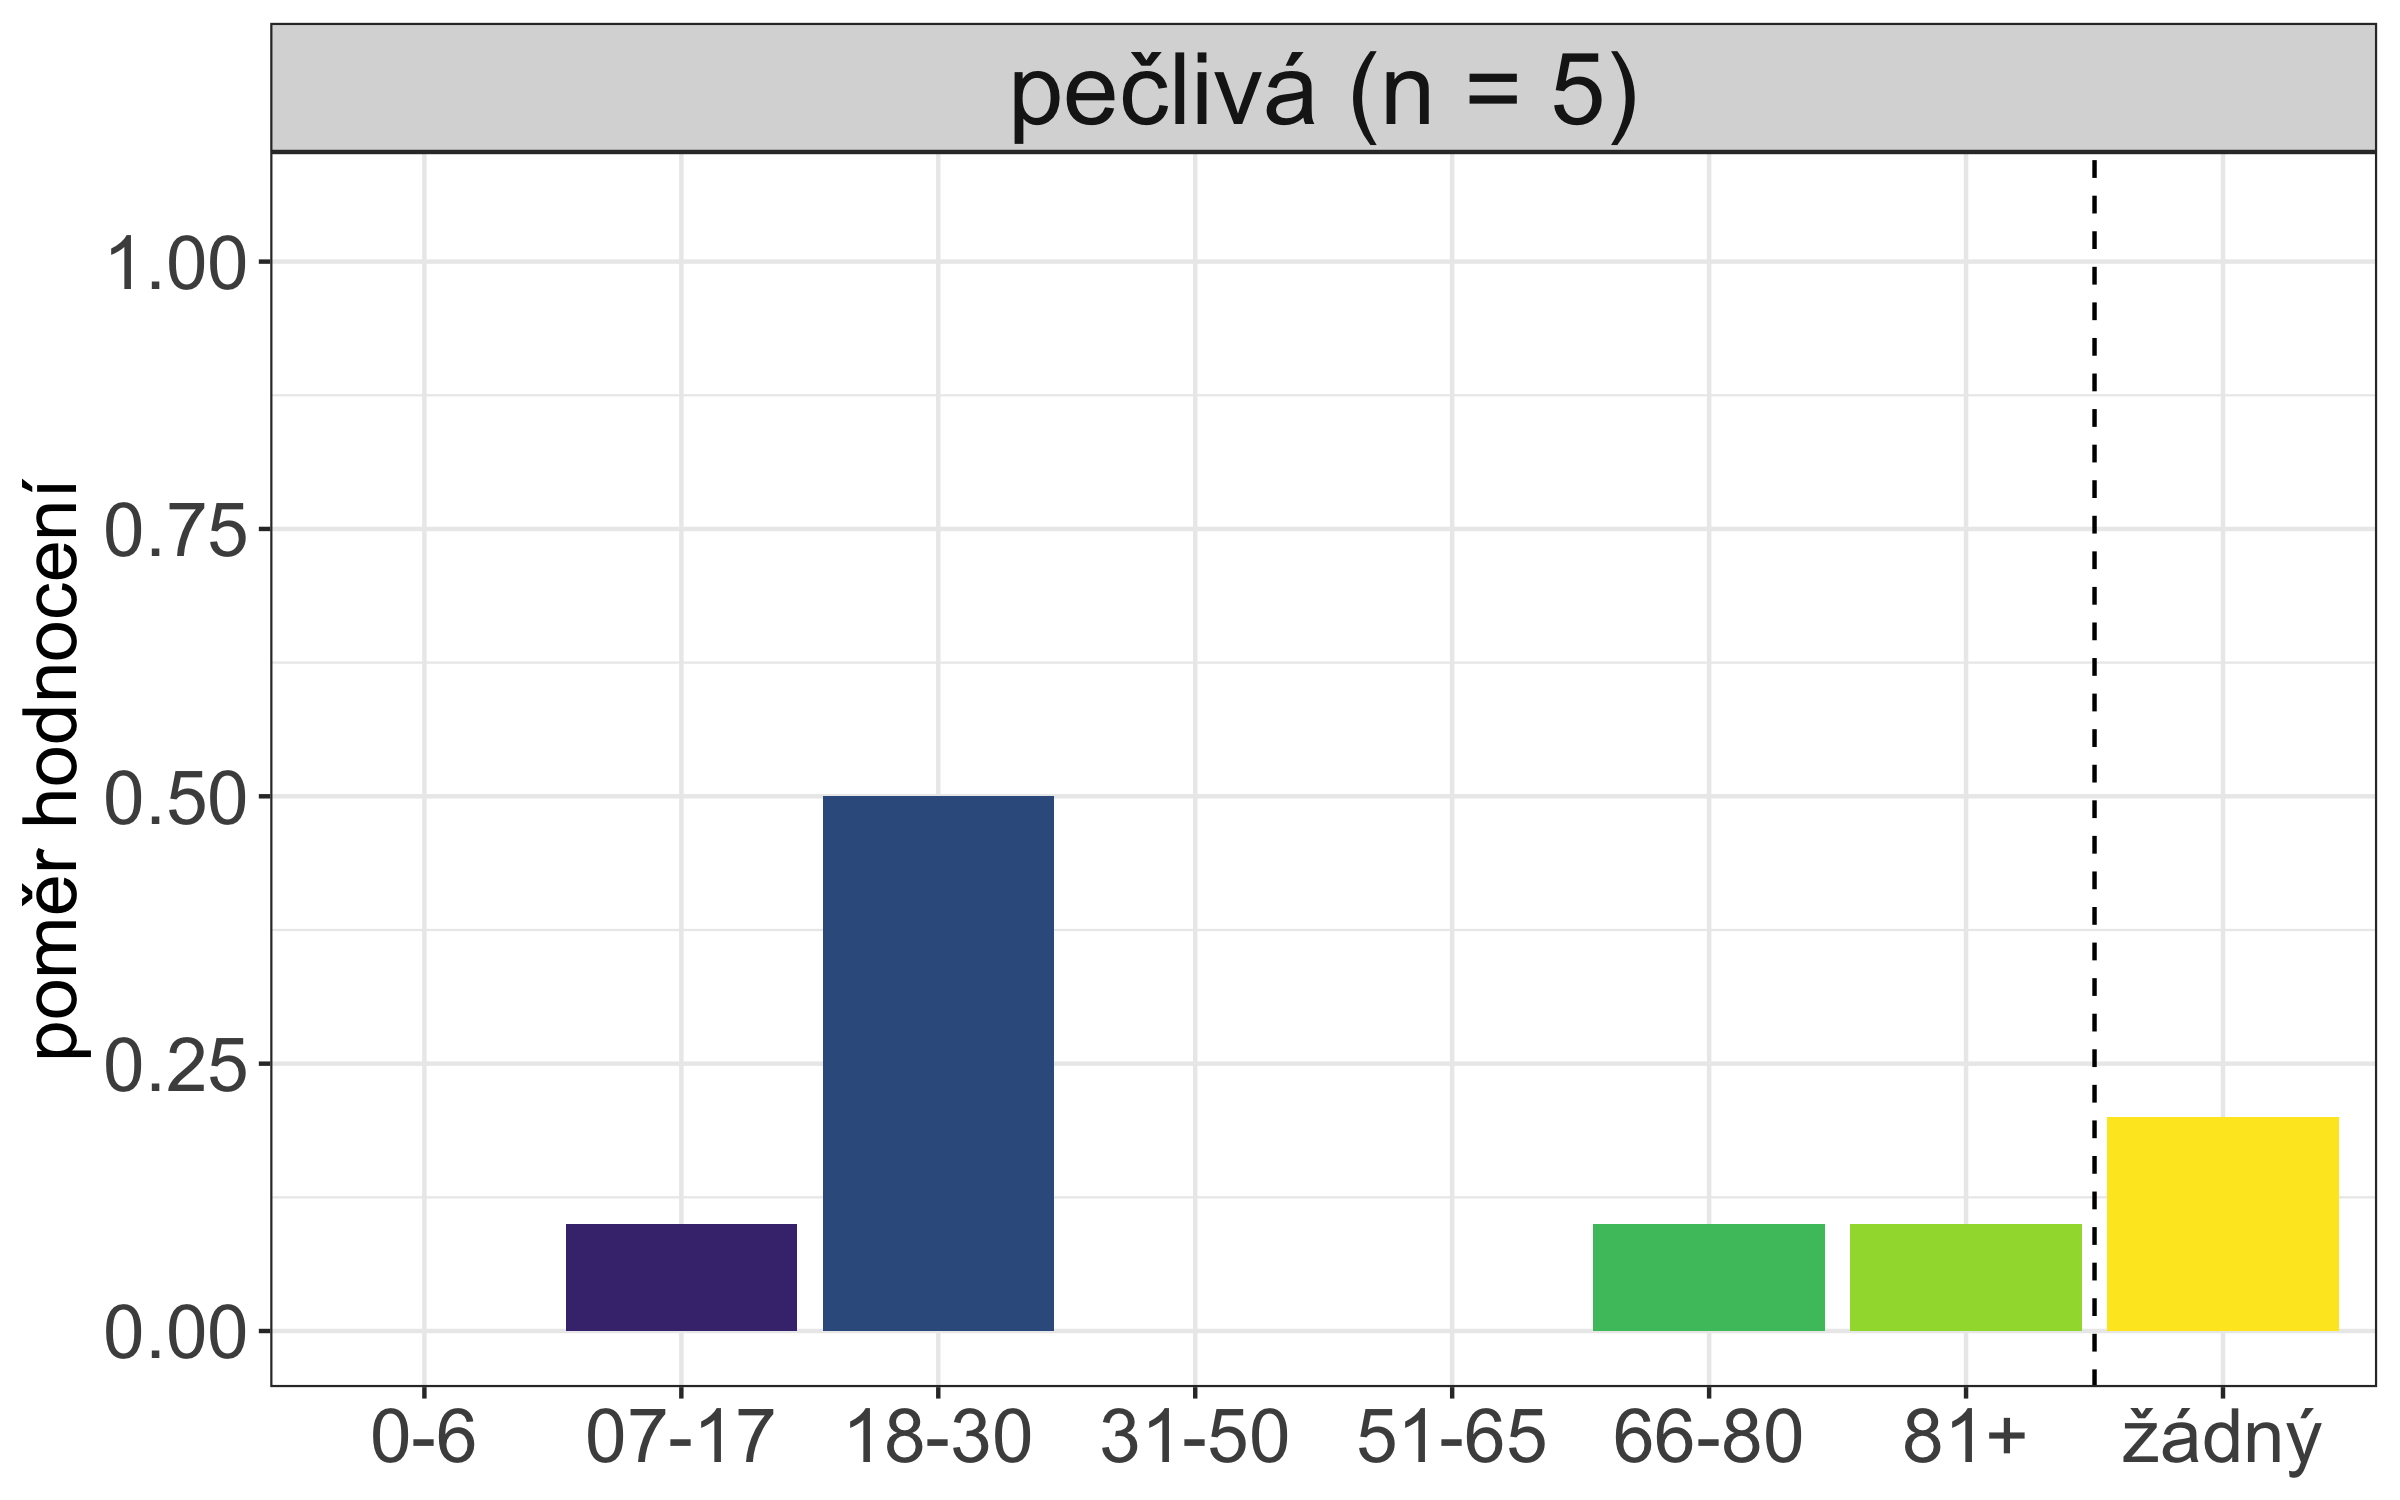 pečlivá (n = 5)
poměr hodnocení
1.00
0.75
0.50
0.25
0.00
0-6 07-17 18-30 31-50 51-65 66-80 81+ žádný